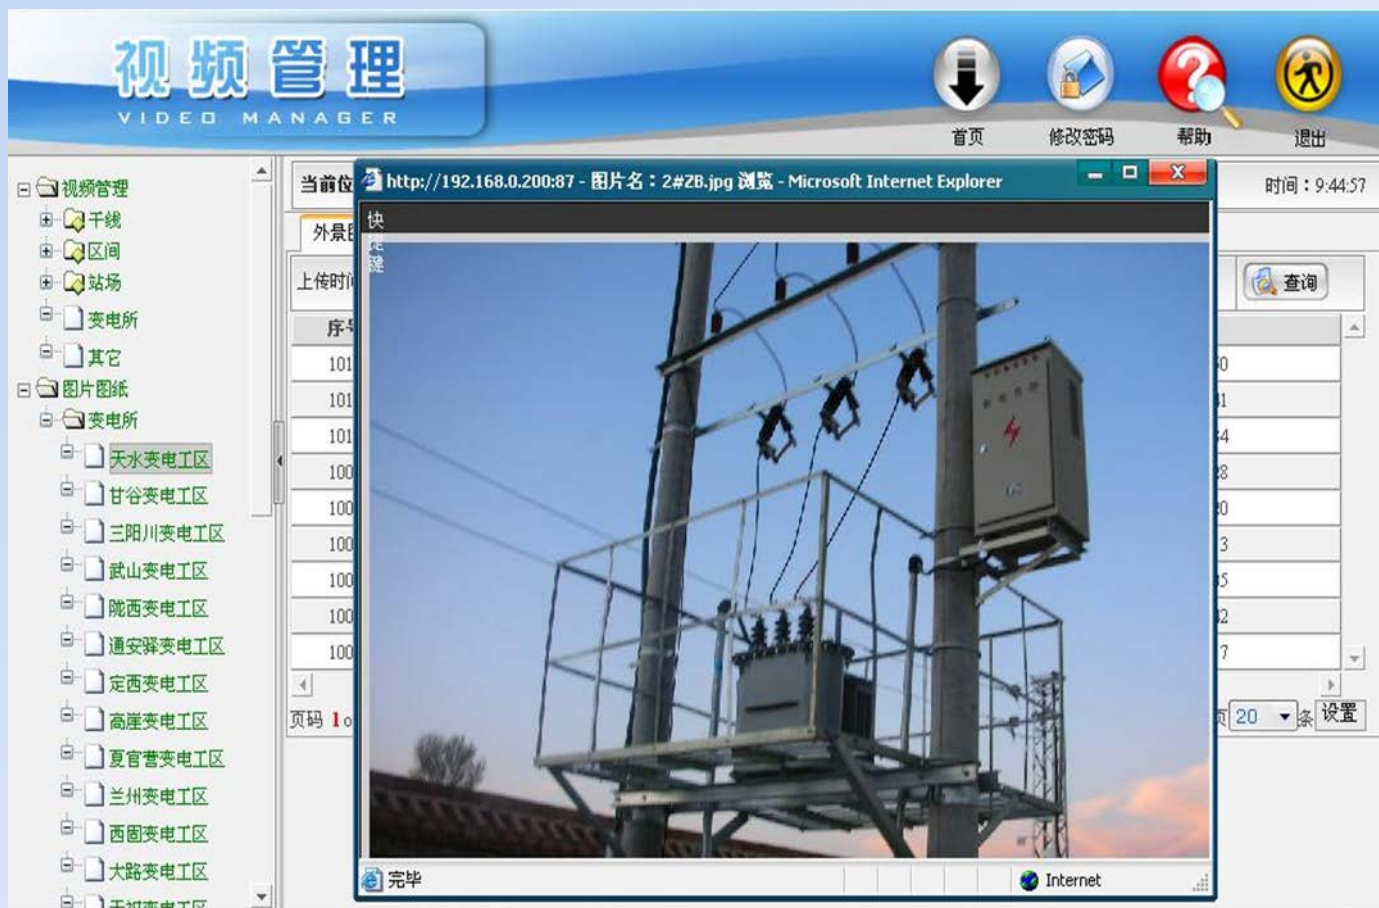 视频管理
VIDEO MANAGER
首页
修改密码
帮助
退出
视频管理
干线
区间
站场
变电所
其它
图片图纸
变电所
天水变电工区
甘谷变电工区
三阳川变电工区
武山变电工区
陇西变电工区
通安驿变电工区
定西变电工区
高崖变电工区
夏官营变电工区
兰州变电工区
西固变电工区
大路变电工区
当前位
时间：9:44:57
外景
上传时
查询
序
101
101
101
100
100
100
100
100
100
页码 1
20 条 设置
http://192.168.0.200:87 - 图片名：2#ZB.jpg 浏览 - Microsoft Internet Explorer
快
捷
键
完毕
Internet